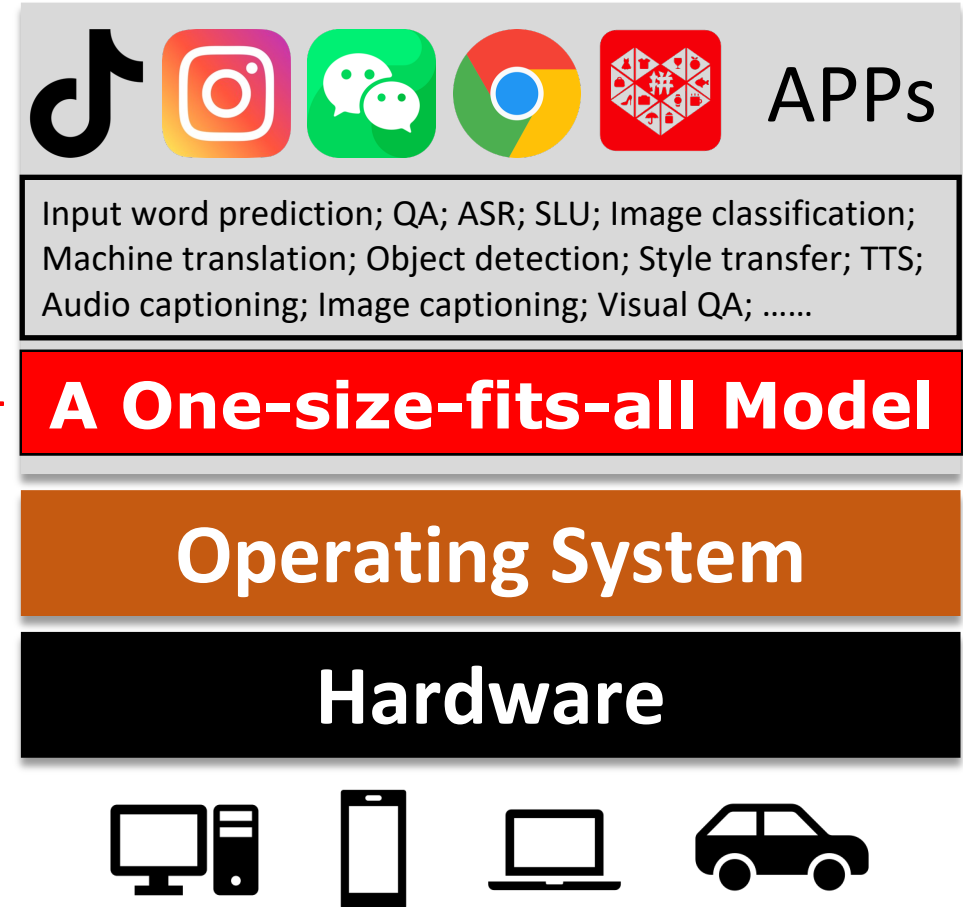 APPs
Input word prediction; QA; ASR; SLU; Image classification;
Machine translation; Object detection; Style transfer; TTS;
Audio captioning; Image captioning; Visual QA; ……
A One-size-fits-all Model
Operating System
Hardware